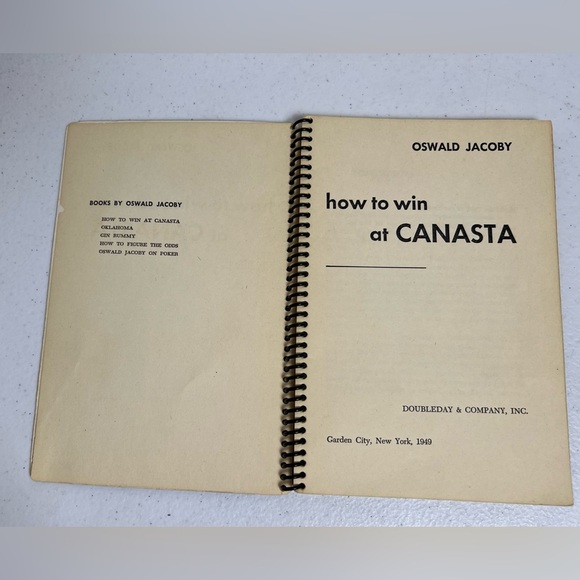 BOOKS BY OSWALD JACOBY
HOW TO WIN AT CANASTA
OKLAHOMA
GIN RUMMY
HOW TO FIGURE THE ODDS
OSWALD JACOBY ON POKER
OSWALD JACOBY
how to win
at CANASTA
DOUBLEDAY & COMPANY, INC.
Garden City, New York, 1949